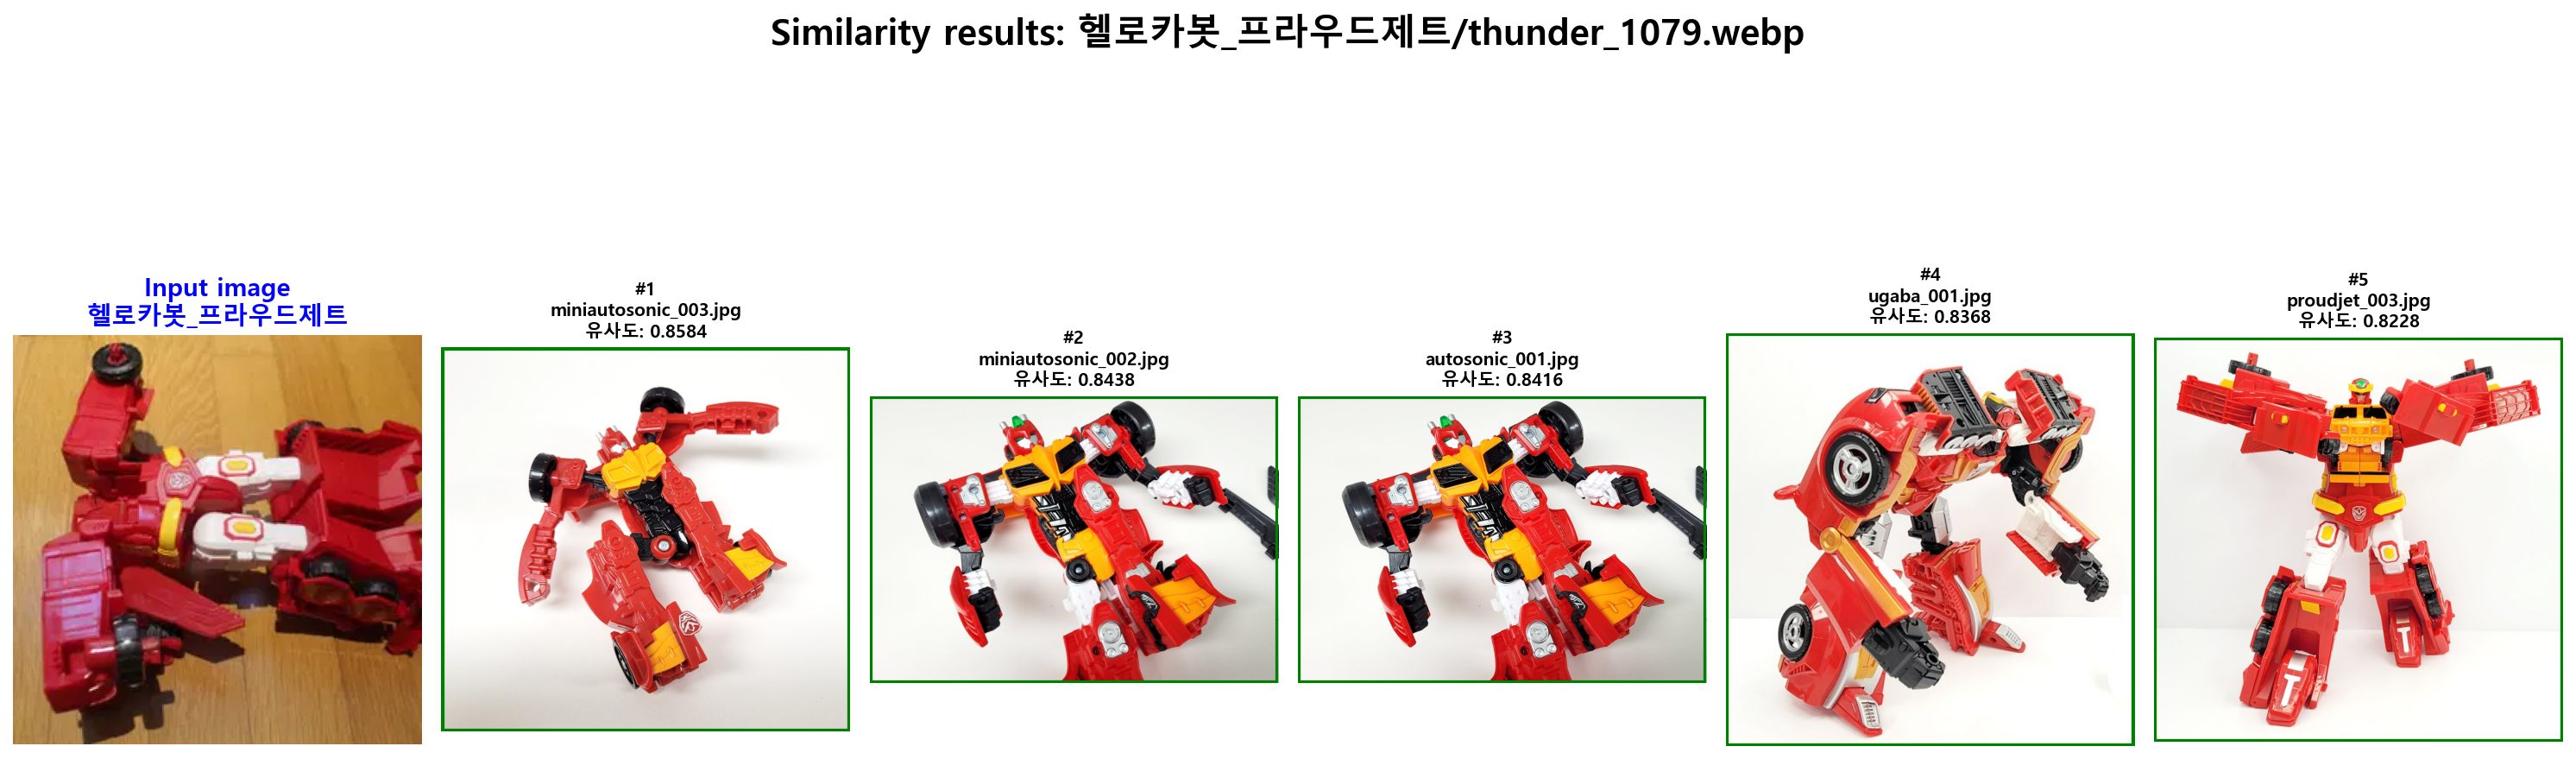 Similarity results: 헬로카봇_프라우드제트/thunder_1079.webp
Input image
헬로카봇_프라우드제트
#1
miniautosonic_003.jpg
유사도: 0.8584
#2
miniautosonic_002.jpg
유사도: 0.8438
#3
autosonic_001.jpg
유사도: 0.8416
#4
ugaba_001.jpg
유사도: 0.8368
#5
proudjet_003.jpg
유사도: 0.8228